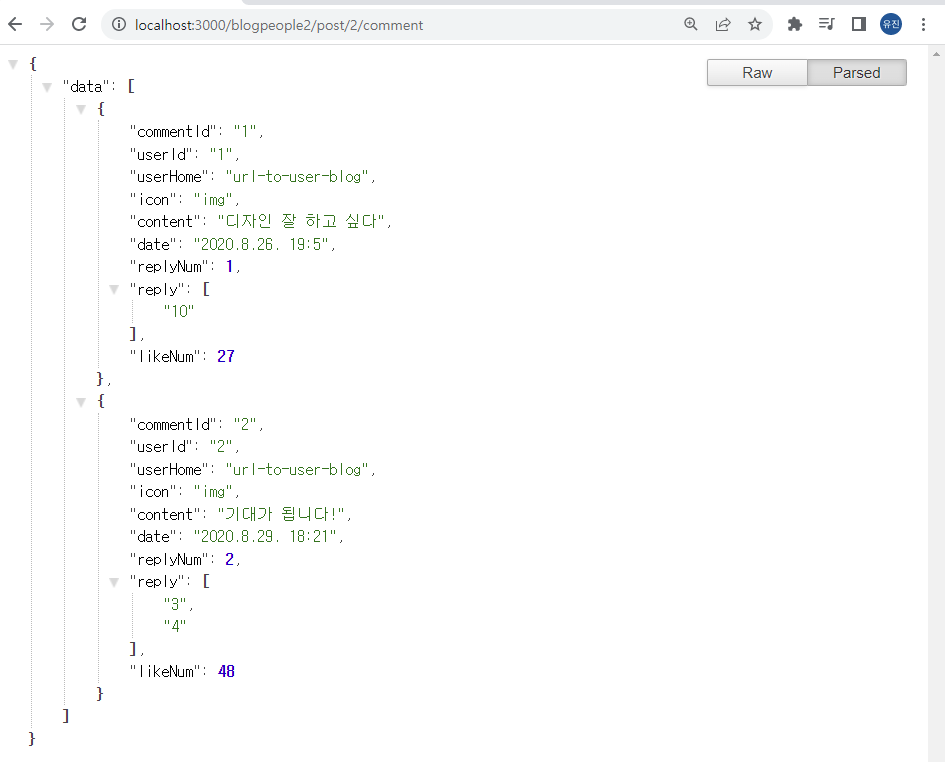 localhost:3000/blogpeople2/post/2/comment
유진
Raw
Parsed
{
"data": [
{
"commentId": "1",
"userId": "1",
"userHome": "url-to-user-blog",
"icon": "img",
"content": "디자인 잘 하고 싶다",
"date": "2020.8.26. 19:5",
"replyNum": 1,
"reply": [
"10"
],
"likeNum": 27
},
{
"commentId": "2",
"userId": "2",
"userHome": "url-to-user-blog",
"icon": "img",
"content": "기대가 됩니다!",
"date": "2020.8.29. 18:21",
"replyNum": 2,
"reply": [
"3",
"4"
],
"likeNum": 48
}
]
}